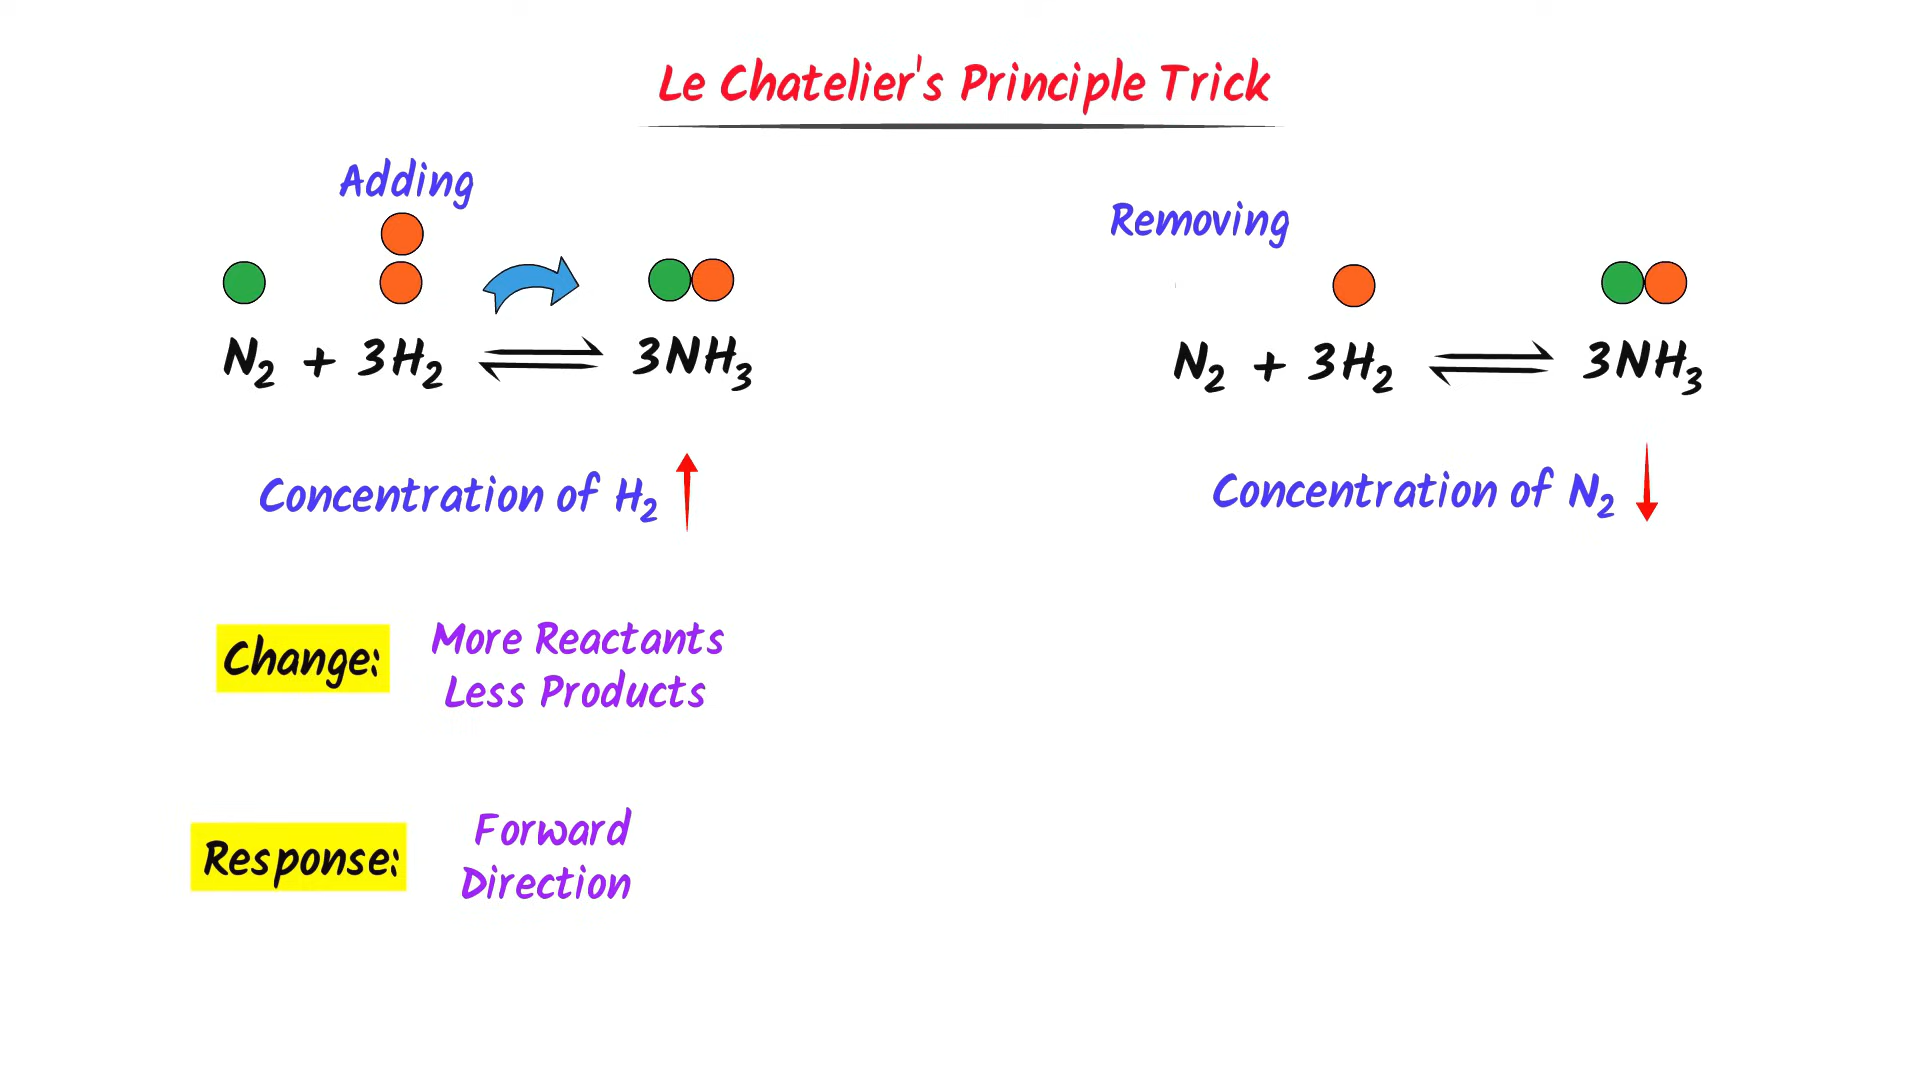 Le Chatelier's Principle Trick
Adding
N₂ + 3H₂ ⇌ 3NH₃
Concentration of H₂ ↑
Change: More Reactants
Less Products
Response: Forward
Direction
Removing
N₂ + 3H₂ ⇌ 3NH₃
Concentration of N₂ ↓